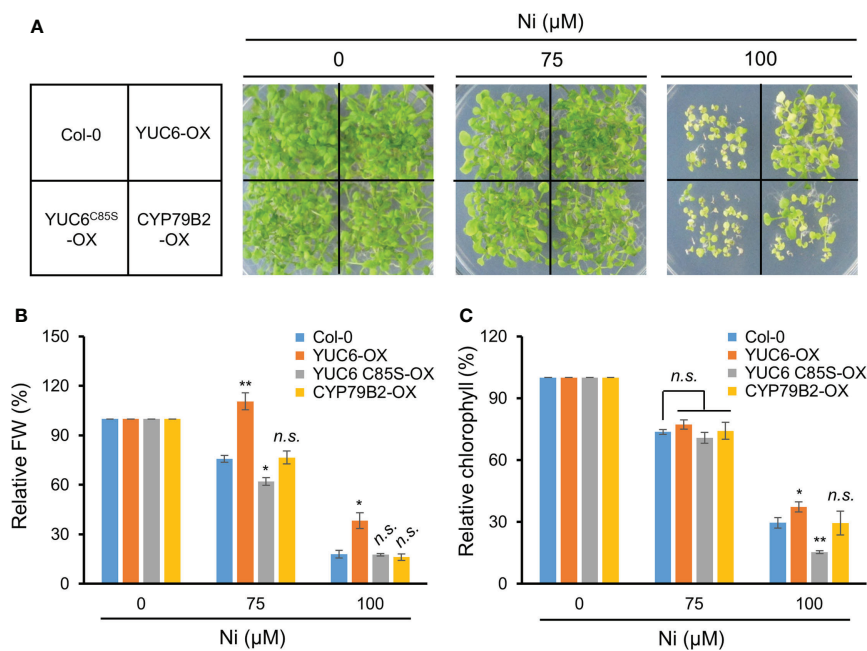 A
Ni (μM)
0 75 100
Col-0 YUC6-OX
YUC6C85S
-OX
CYP79B2
-OX
B
150
120
90
60
30
0
Relative FW (%)
Col-0
YUC6-OX
YUC6 C85S-OX
CYP79B2-OX
**
*
n.s.
*
n.s.
n.s.
0 75 100
Ni (μM)
C
120
90
60
30
0
Relative chlorophyll (%)
Col-0
YUC6-OX
YUC6 C85S-OX
CYP79B2-OX
n.s.
*
**
n.s.
0 75 100
Ni (μM)